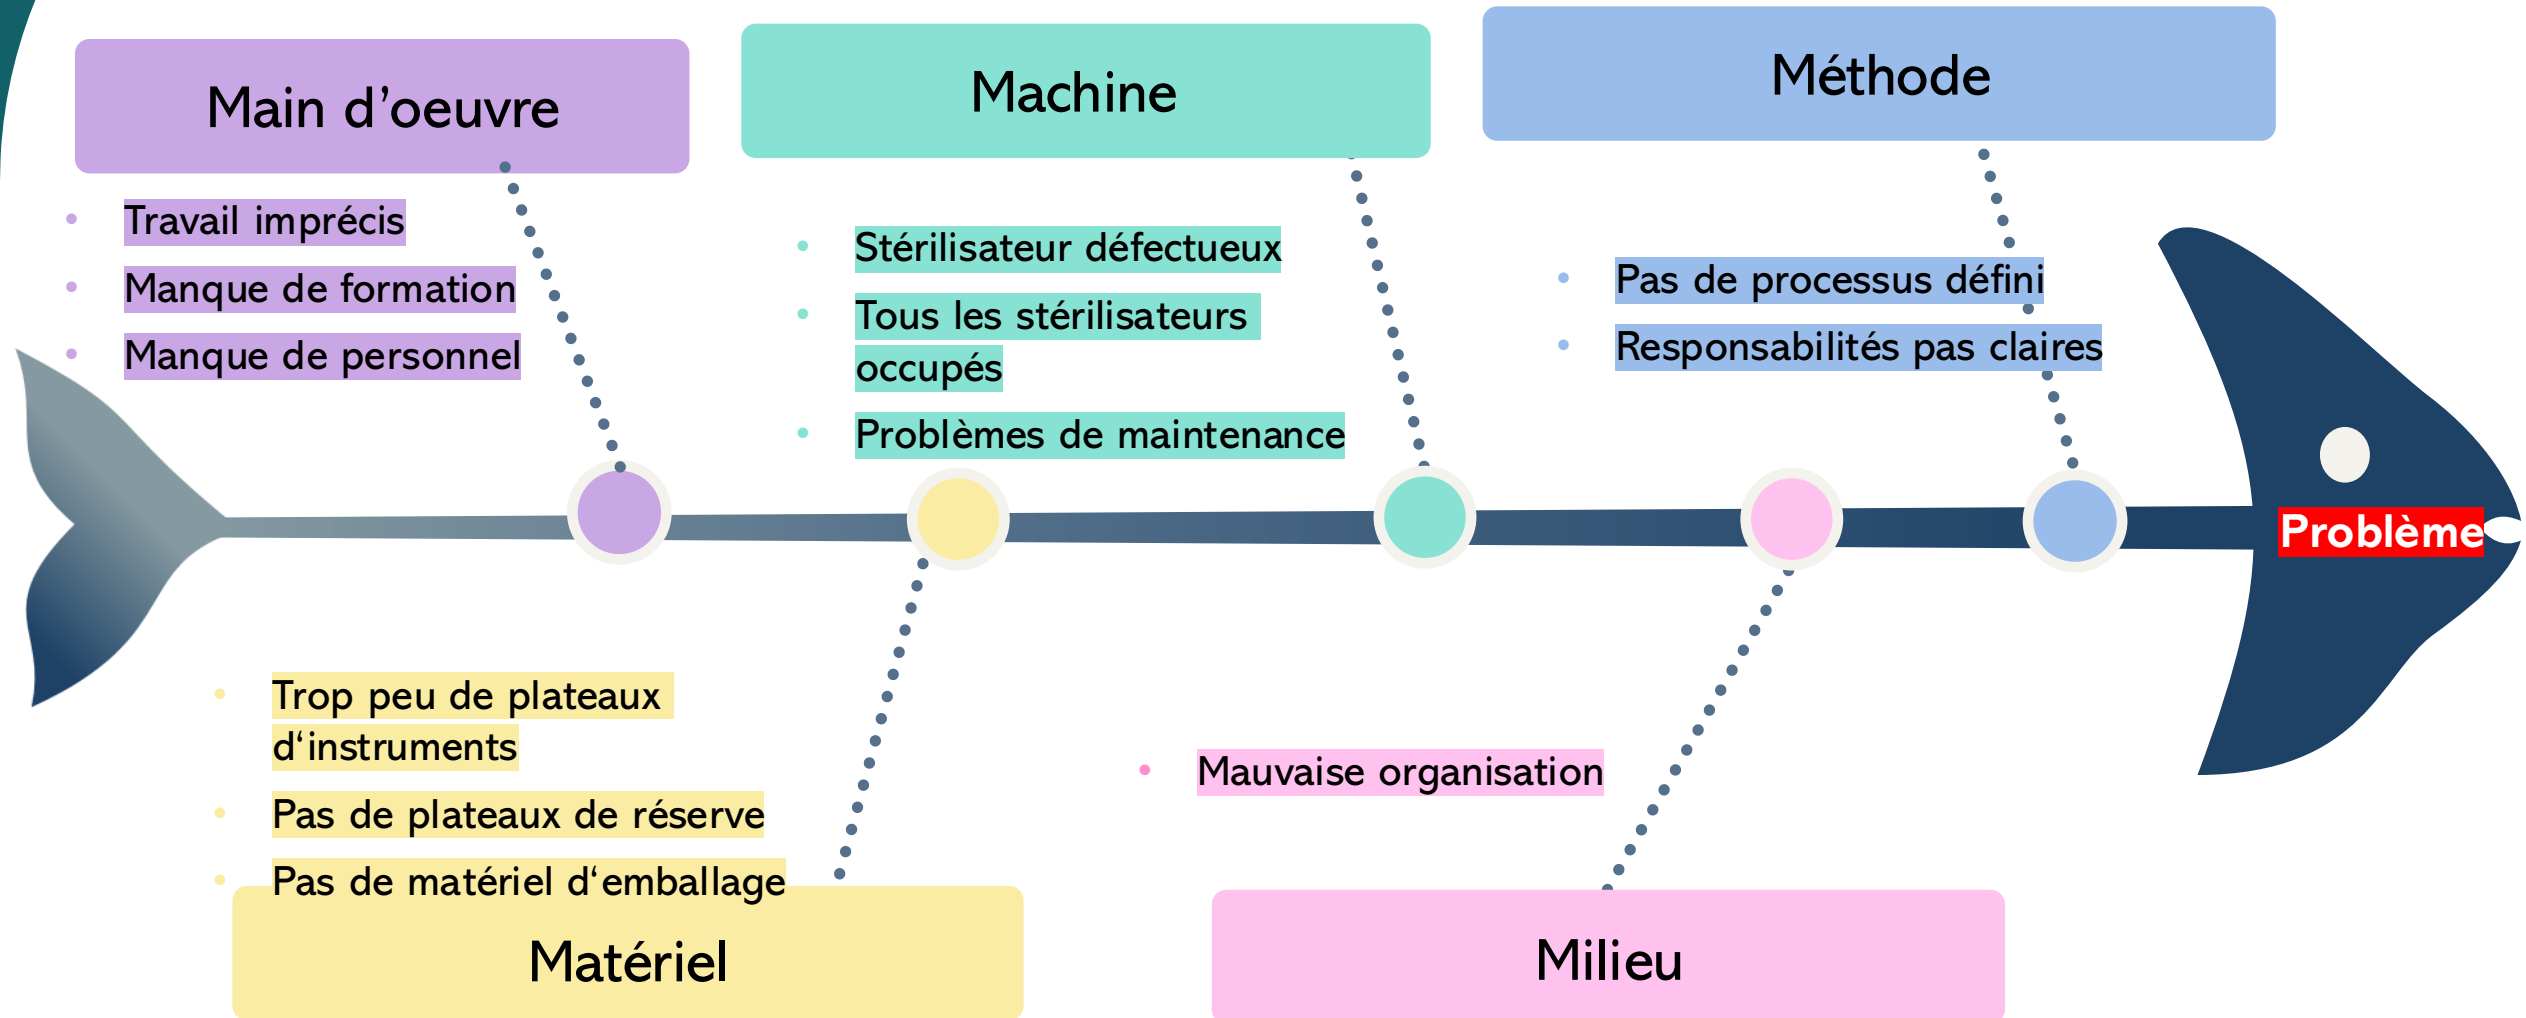 Main d’oeuvre
Travail imprécis
Manque de formation
Manque de personnel
Machine
Stérilisateur défectueux
Tous les stérilisateurs
occupés
Problèmes de maintenance
Méthode
Pas de processus défini
Responsabilités pas claires
Problème
Trop peu de plateaux
d‘instruments
Pas de plateaux de réserve
Pas de matériel d‘emballage
Matériel
Mauvaise organisation
Milieu